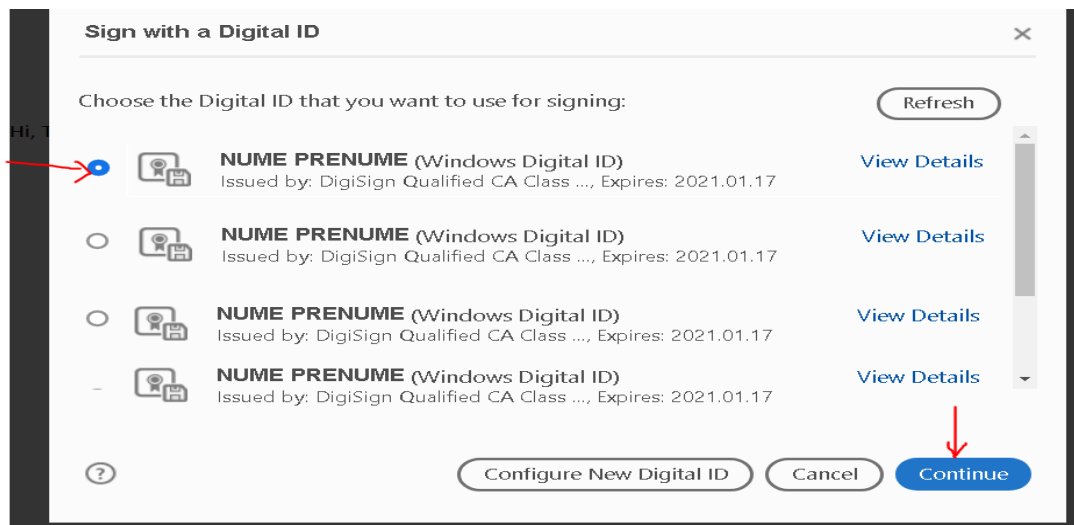 Sign with a Digital ID
Choose the Digital ID that you want to use for signing:
Refresh
Hi, T
NUME PRENUME (Windows Digital ID)
View Details
Issued by: DigiSign Qualified CA Class ..., Expires: 2021.01.17
NUME PRENUME (Windows Digital ID)
View Details
Issued by: DigiSign Qualified CA Class ..., Expires: 2021.01.17
NUME PRENUME (Windows Digital ID)
View Details
Issued by: DigiSign Qualified CA Class ..., Expires: 2021.01.17
NUME PRENUME (Windows Digital ID)
View Details
Issued by: DigiSign Qualified CA Class ..., Expires: 2021.01.17
?
Configure New Digital ID
Cancel
Continue